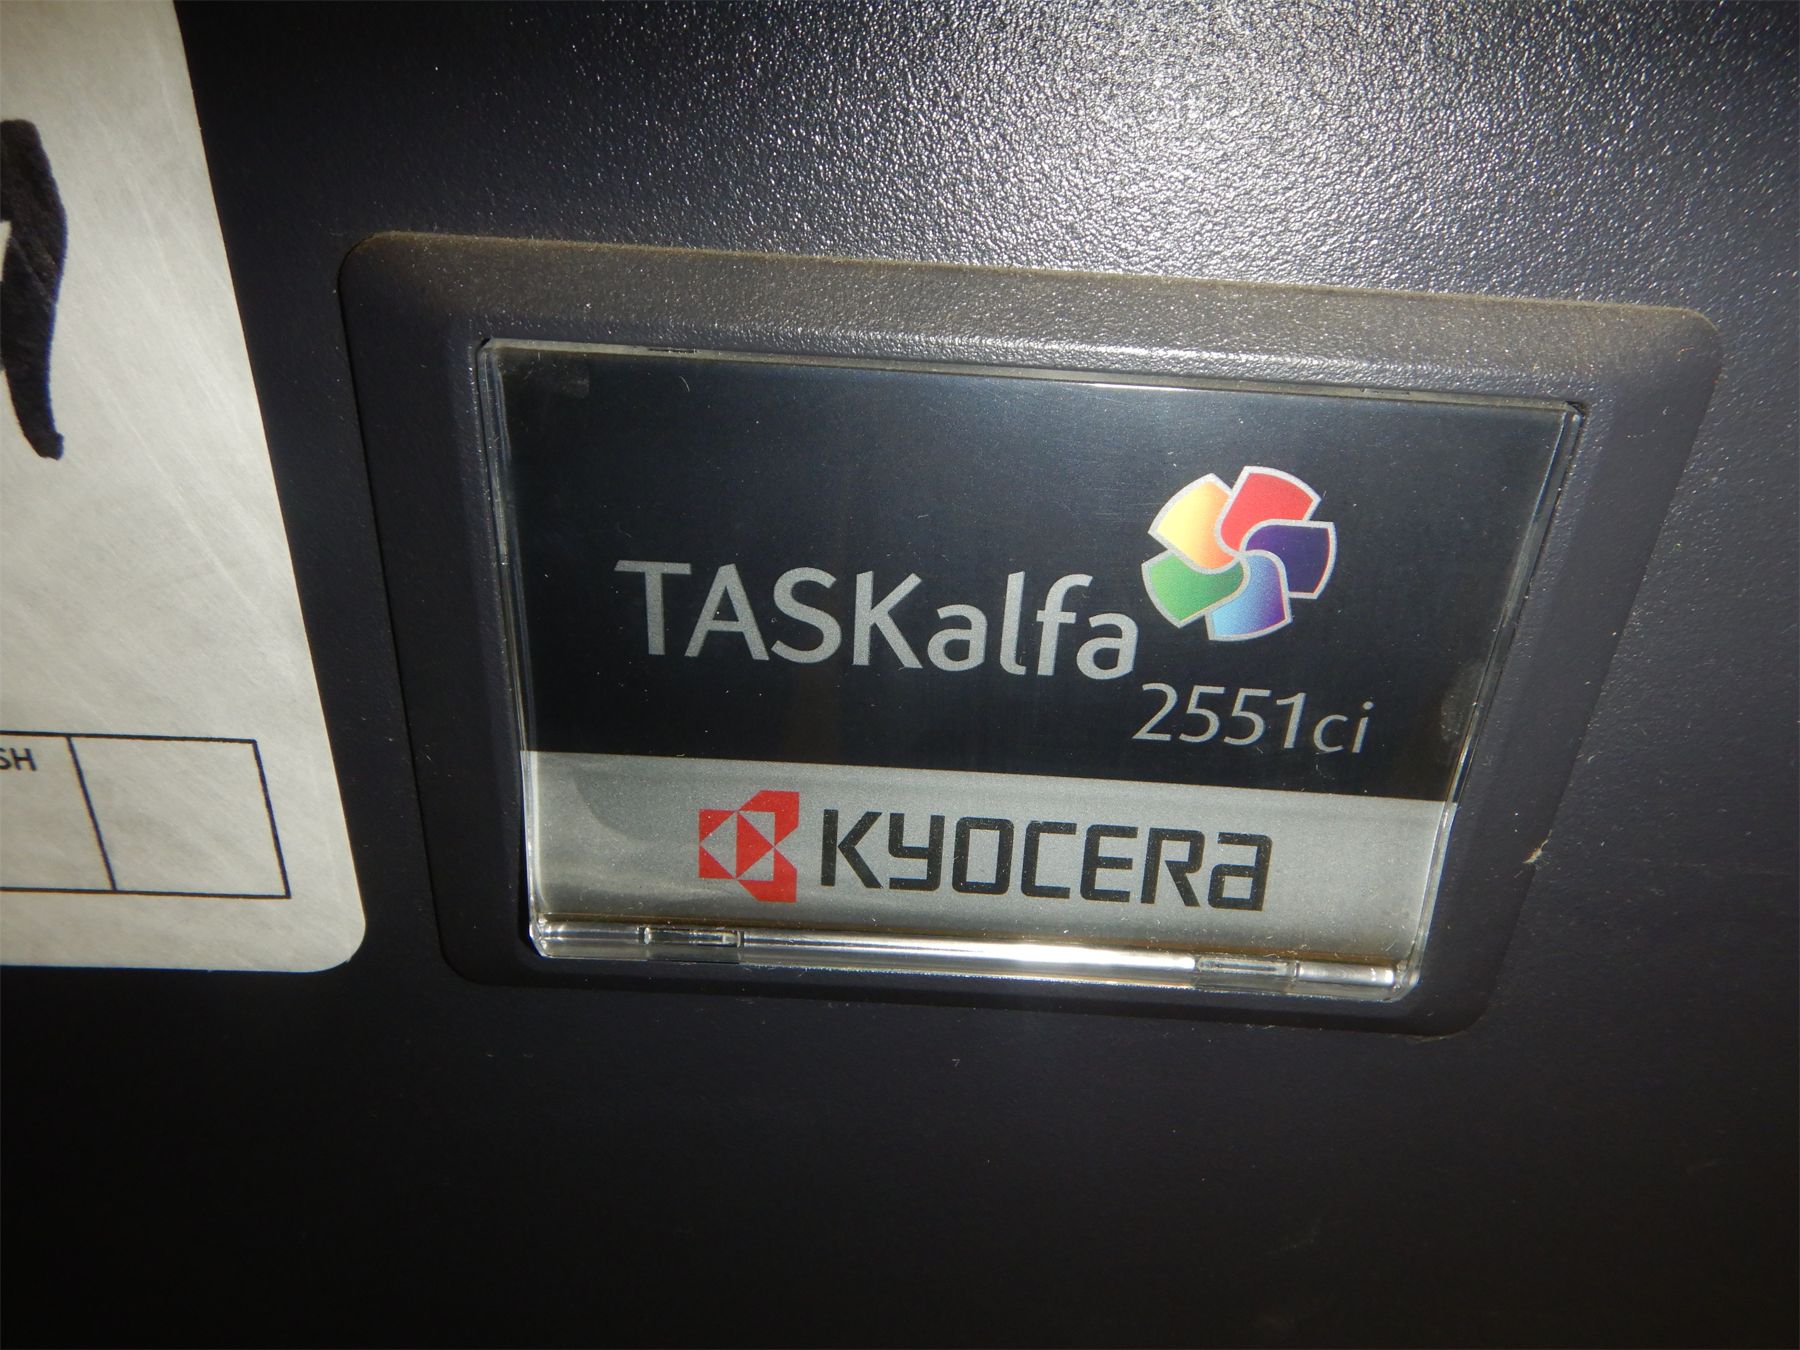 SH
TASKalfa
2551ci
KYOCERA